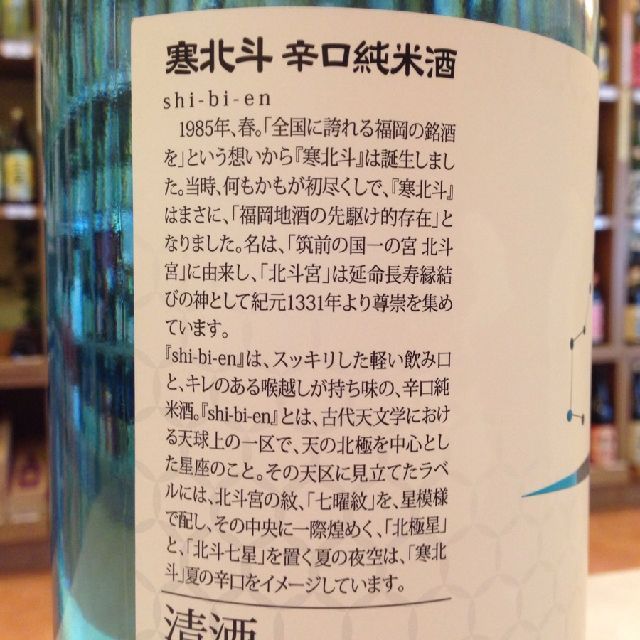 寒北斗 辛口純米酒
shi-bi-en
1985年、春。「全国に誇れる福岡の銘酒
を」という想いから『寒北斗』は誕生しまし
た。当時、何もかもが初尽くしで、『寒北斗』
はまさに、「福岡地酒の先駆け的存在」と
なりました。名は、「筑前の国一の宮 北斗
宮」に由来し、「北斗宮」は延命長寿縁結
びの神として紀元1331年より尊崇を集め
ています。
『shi-bi-en』は、スッキリした軽い飲み口
と、キレのある喉越しが持ち味の、辛口純
米酒。『shi-bi-en』とは、古代天文学におけ
る天球上の一区で、天の北極を中心とし
た星座のこと。その天区に見立てたラベ
ルには、北斗宮の紋、「七曜紋」を、星模様
で配し、その中央に一際煌めく、「北極星」
と、「北斗七星」を置く夏の夜空は、「寒北
斗」夏の辛口をイメージしています。
清酒